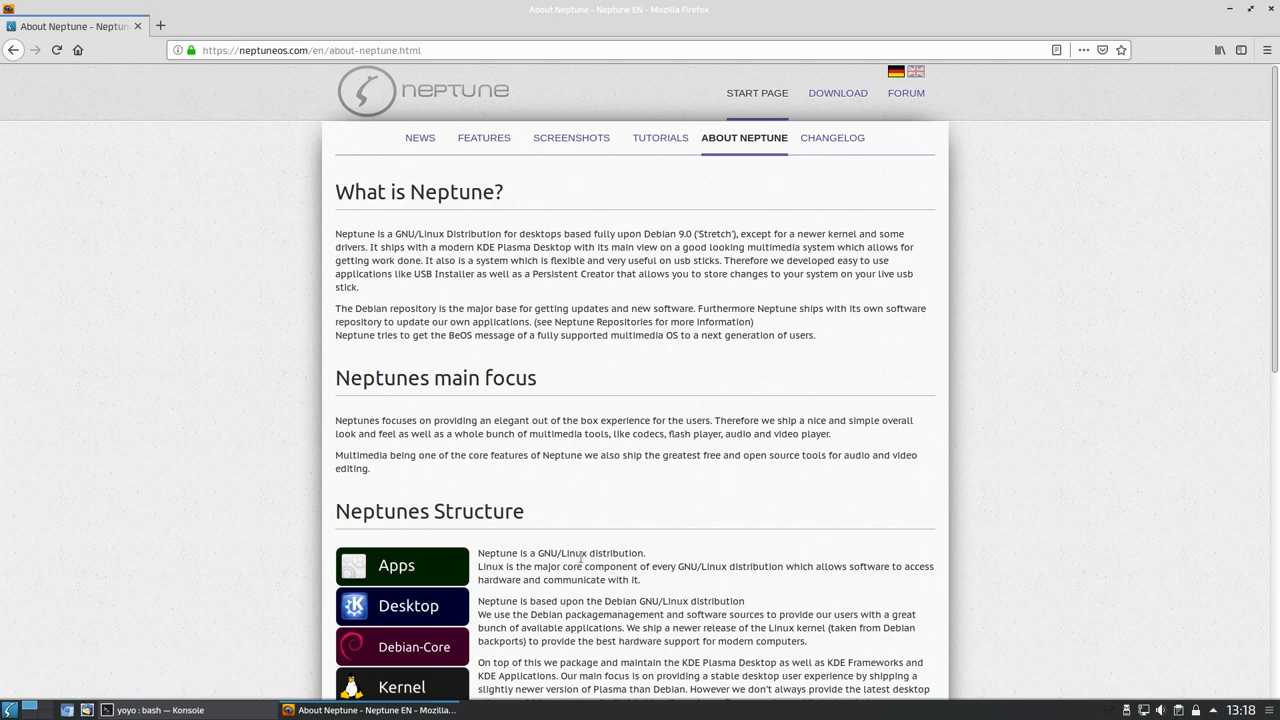 About Neptune - Neptune EN - Mozilla Firefox
About Neptune - Neptun
https://neptuneos.com/en/about-neptune.html
NEPTUNE
START PAGE DOWNLOAD FORUM
NEWS FEATURES SCREENSHOTS TUTORIALS ABOUT NEPTUNE CHANGELOG
What is Neptune?
Neptune is a GNU/Linux Distribution for desktops based fully upon Debian 9.0 ('Stretch'), except for a newer kernel and some
drivers. It ships with a modern KDE Plasma Desktop with its main view on a good looking multimedia system which allows for
getting work done. It also is a system which is flexible and very useful on usb sticks. Therefore we developed easy to use
applications like USB Installer as well as a Persistent Creator that allows you to store changes to your system on your live usb
stick.
The Debian repository is the major base for getting updates and new software. Furthermore Neptune ships with its own software
repository to update our own applications. (see Neptune Repositories for more information)
Neptune tries to get the BeOS message of a fully supported multimedia OS to a next generation of users.
Neptunes main focus
Neptunes focuses on providing an elegant out of the box experience for the users. Therefore we ship a nice and simple overall
look and feel as well as a whole bunch of multimedia tools, like codecs, flash player, audio and video player.
Multimedia being one of the core features of Neptune we also ship the greatest free and open source tools for audio and video
editing.
Neptunes Structure
Apps
Desktop
Debian-Core
Kernel
Neptune is a GNU/Linux distribution.
Linux is the major core component of every GNU/Linux distribution which allows software to access
hardware and communicate with it.
Neptune is based upon the Debian GNU/Linux distribution
We use the Debian packagemanagement and software sources to provide our users with a great
bunch of available applications. We ship a newer release of the Linux kernel (taken from Debian
backports) to provide the best hardware support for modern computers.
On top of this we package and maintain the KDE Plasma Desktop as well as KDE Frameworks and
KDE Applications. Our main focus is on providing a stable desktop user experience by shipping a
slightly newer version of Plasma than Debian. However we don't always provide the latest desktop
yoyo : bash — Konsole
About Neptune - Neptune EN - Mozilla...
13:18